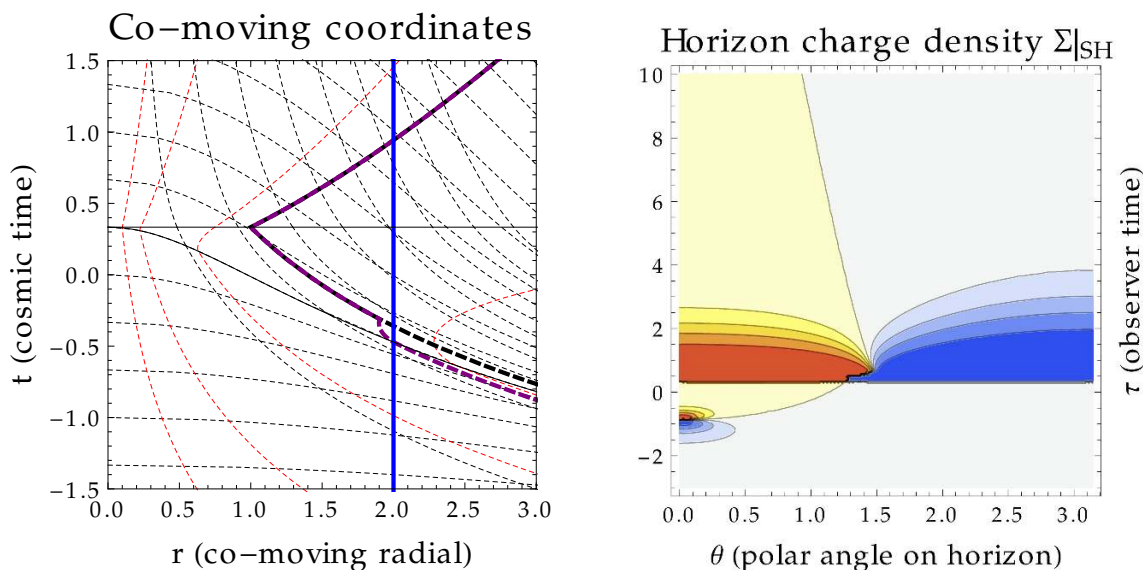 Co-moving coordinates
t (cosmic time)
1.5
1.0
0.5
0.0
-0.5
-1.0
-1.5
0.0 0.5 1.0 1.5 2.0 2.5 3.0
r (co-moving radial)
Horizon charge density Σ|SH
10
8
6
4
2
0
-2
0.0 0.5 1.0 1.5 2.0 2.5 3.0
θ (polar angle on horizon)
τ (observer time)